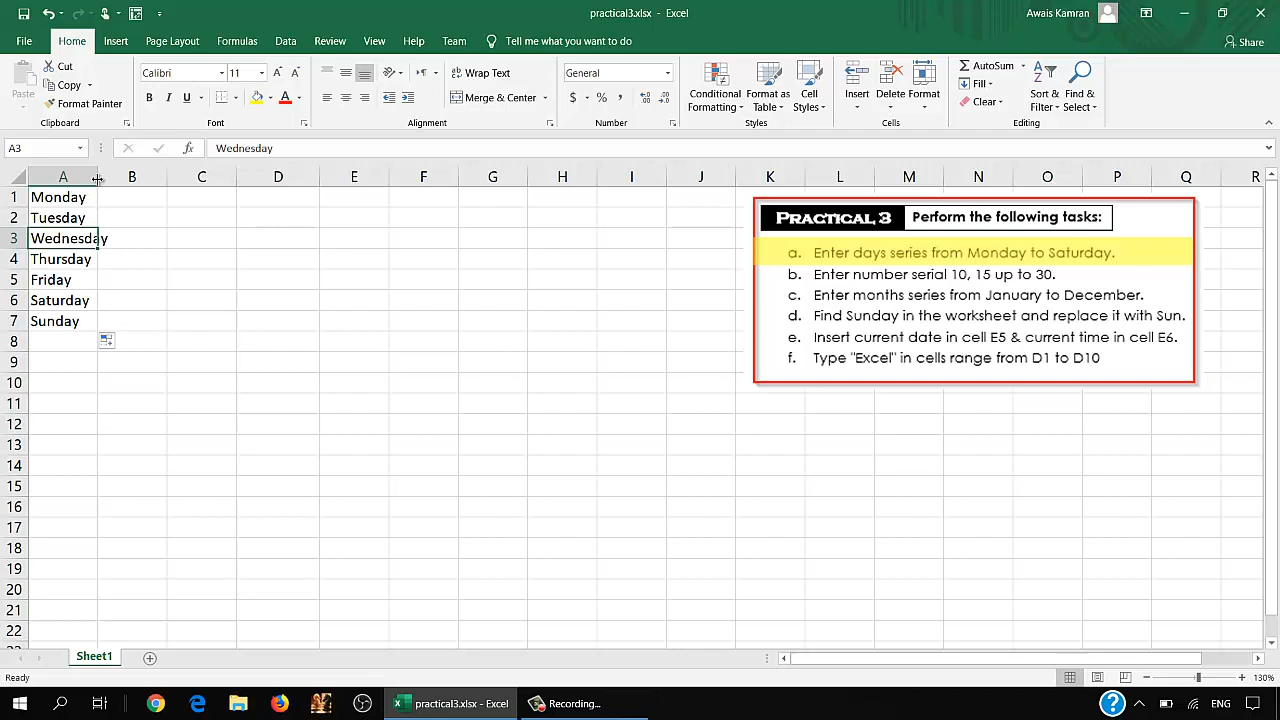 practical3.xlsx - Excel
Awais Kamran
File Home Insert Page Layout Formulas Data Review View Help Team Tell me what you want to do
Share
Paste
Cut
Copy
Format Painter
Clipboard
Calibri 11
B I U
Font
Wrap Text
Merge & Center
Alignment
General
$ % ,
Number
Conditional Formatting
Format as Table
Cell Styles
Styles
Insert Delete Format
Cells
AutoSum
Fill
Clear
Sort & Filter
Find & Select
Editing
A3 fx Wednesday
A B C D E F G H I J K L M N O P Q R
1 Monday
2 Tuesday
3 Wednesday
4 Thursday
5 Friday
6 Saturday
7 Sunday
8
9
10
11
12
13
14
15
16
17
18
19
20
21
22
PRACTICAL 3 Perform the following tasks:
a. Enter days series from Monday to Saturday.
b. Enter number serial 10, 15 up to 30.
c. Enter months series from January to December.
d. Find Sunday in the worksheet and replace it with Sun.
e. Insert current date in cell E5 & current time in cell E6.
f. Type "Excel" in cells range from D1 to D10
Sheet1
Ready
130%
practical3.xlsx - Excel
Recording...
ENG